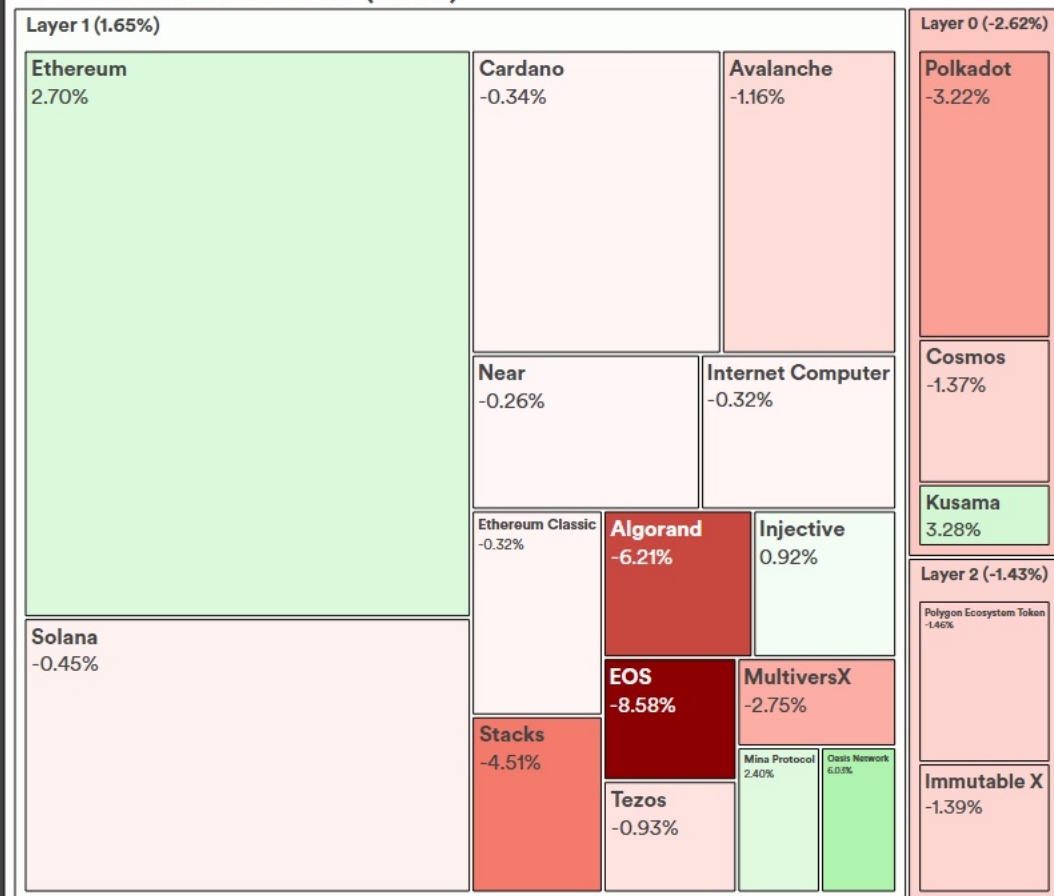 Layer 1 (1.65%)
Ethereum
2.70%
Solana
-0.45%
Cardano
-0.34%
Avalanche
-1.16%
Near
-0.26%
Internet Computer
-0.32%
Ethereum Classic
-0.32%
Algorand
-6.21%
Injective
0.92%
Stacks
-4.51%
EOS
-8.58%
MultiversX
-2.75%
Tezos
-0.93%
Mina Protocol
2.40%
Oasis Network
6.03%
Layer 0 (-2.62%)
Polkadot
-3.22%
Cosmos
-1.37%
Kusama
3.28%
Layer 2 (-1.43%)
Polygon Ecosystem Token
-1.46%
Immutable X
-1.39%